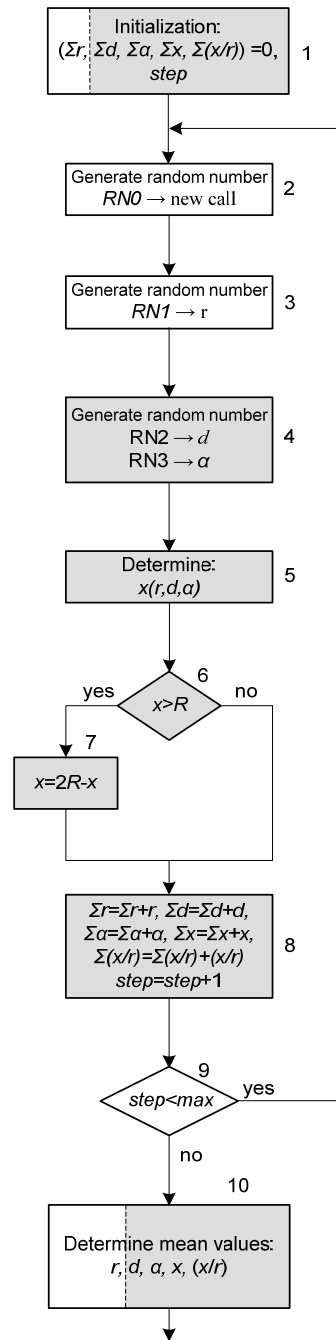 Initialization:
(Σr, Σd, Σα, Σx, Σ(x/r)) =0,
step
1
Generate random number
RN0 → new call
2
Generate random number
RN1 → r
3
Generate random number
RN2 → d
RN3 → α
4
Determine:
x(r,d,α)
5
6
yes
x>R
no
7
x=2R-x
Σr=Σr+r, Σd=Σd+d,
Σα=Σα+α, Σx=Σx+x,
Σ(x/r)=Σ(x/r)+(x/r)
step=step+1
8
9
step<max
yes
no
10
Determine mean values:
r, d, α, x, (x/r)